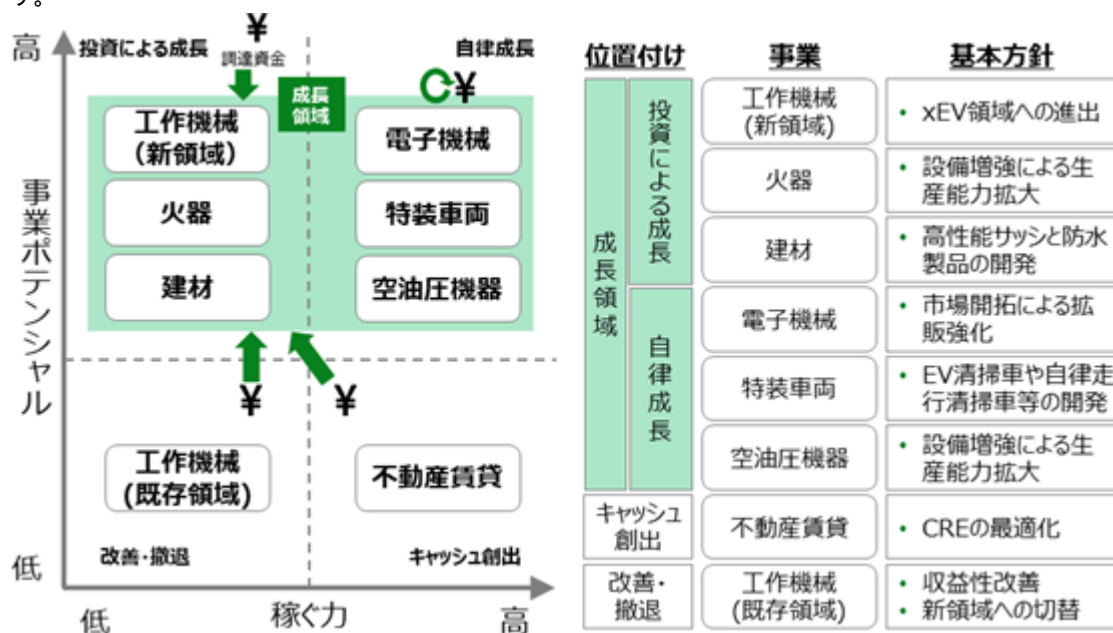 す。
高
投資による成長
¥
調達資金
自律成長
¥
成長
領域
工作機械
(新領域)
電子機械
火器
特装車両
建材
空油圧機器
事業ポテンシャル
¥
¥
工作機械
(既存領域)
不動産賃貸
改善・撤退
キャッシュ創出
低
低
稼ぐ力
高
位置付け
事業
基本方針
成長領域
投資による成長
工作機械
(新領域)
• xEV領域への進出
火器
• 設備増強による生
産能力拡大
建材
• 高性能サッシと防水
製品の開発
自律成長
電子機械
• 市場開拓による拡
販強化
特装車両
• EV清掃車や自律走
行清掃車等の開発
空油圧機器
• 設備増強による生
産能力拡大
キャッシュ
創出
不動産賃貸
• CREの最適化
改善・
撤退
工作機械
(既存領域)
• 収益性改善
• 新領域への切替